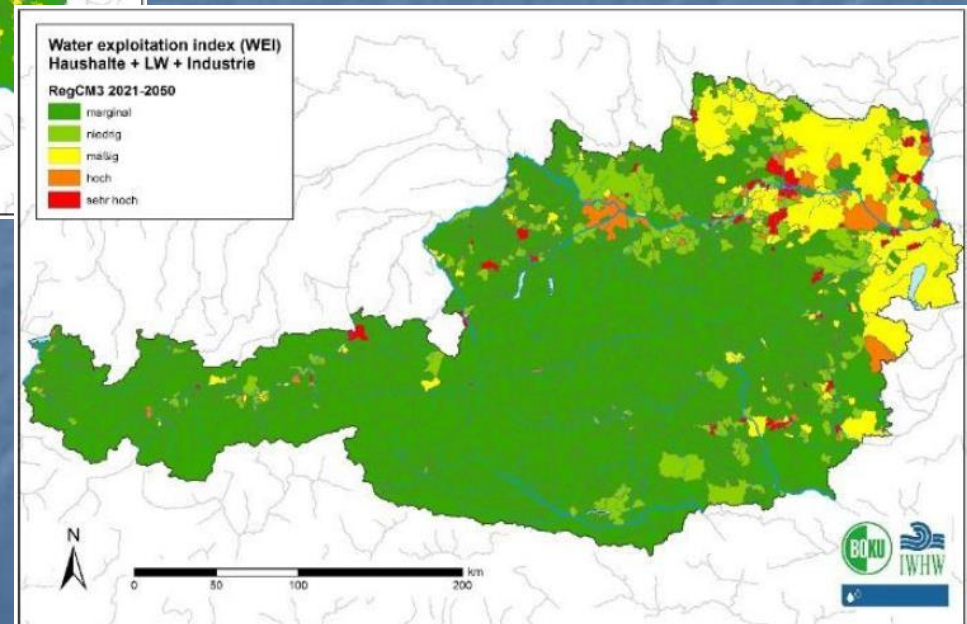 Water exploitation index (WEI)
Haushalte + LW + Industrie
RegCM3 2021-2050
marginal
niedrig
mäßig
hoch
sehr hoch
N
km
0 50 100 200
BOKU
IWHW